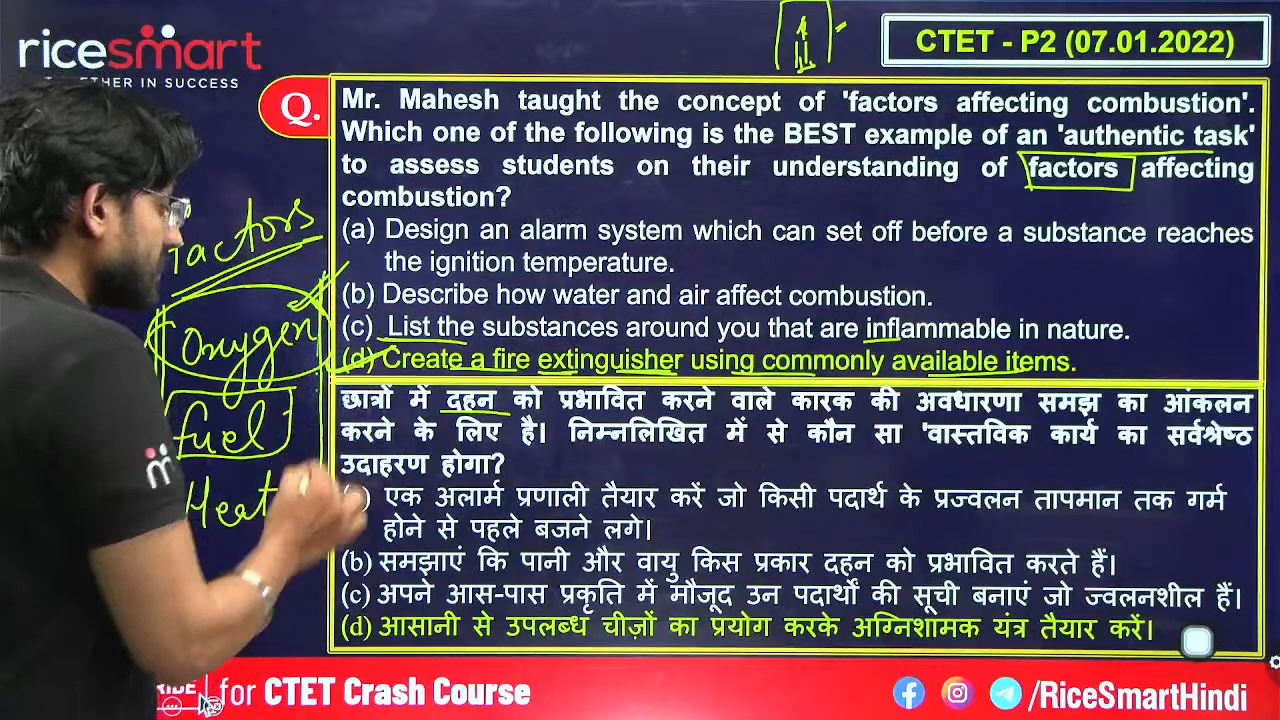 ricesmart
CTET - P2 (07.01.2022)
Q.
Mr. Mahesh taught the concept of 'factors affecting combustion'.
Which one of the following is the BEST example of an 'authentic task'
to assess students on their understanding of factors affecting
combustion?
(a) Design an alarm system which can set off before a substance reaches
the ignition temperature.
(b) Describe how water and air affect combustion.
(c) List the substances around you that are inflammable in nature.
(d) Create a fire extinguisher using commonly available items.
Factors
Oxygen
fuel
Heat
छात्रों में दहन को प्रभावित करने वाले कारक की अवधारणा समझ का आंकलन
करने के लिए है। निम्नलिखित में से कौन सा 'वास्तविक कार्य का सर्वश्रेष्ठ
उदाहरण होगा?
एक अलार्म प्रणाली तैयार करें जो किसी पदार्थ के प्रज्वलन तापमान तक गर्म
होने से पहले बजने लगे।
(b) समझाएं कि पानी और वायु किस प्रकार दहन को प्रभावित करते हैं।
(c) अपने आस-पास प्रकृति में मौजूद उन पदार्थों की सूची बनाएं जो ज्वलनशील हैं।
(d) आसानी से उपलब्ध चीज़ों का प्रयोग करके अग्निशामक यंत्र तैयार करें।
for CTET Crash Course
/RiceSmartHindi